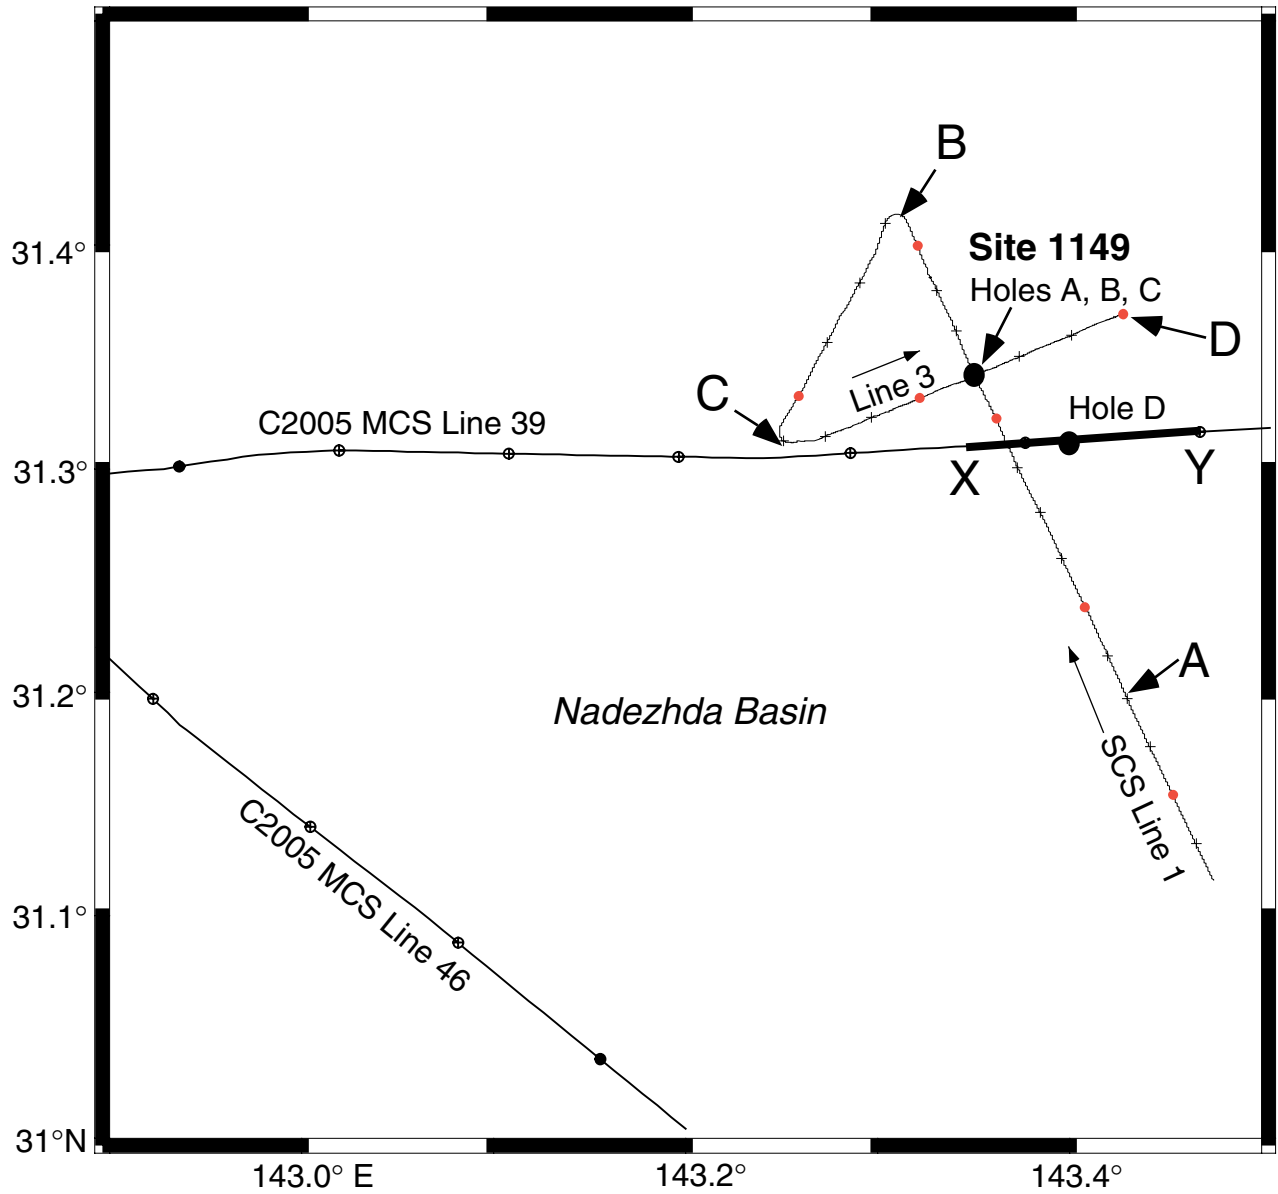 B
31.4°
Site 1149
Holes A, B, C
D
Line 3
C
Hole D
C2005 MCS Line 39
31.3°
X
Y
A
31.2°
Nadezhda Basin
SCS Line 1
C2005 MCS Line 46
31.1°
31°N
143.0° E
143.2°
143.4°